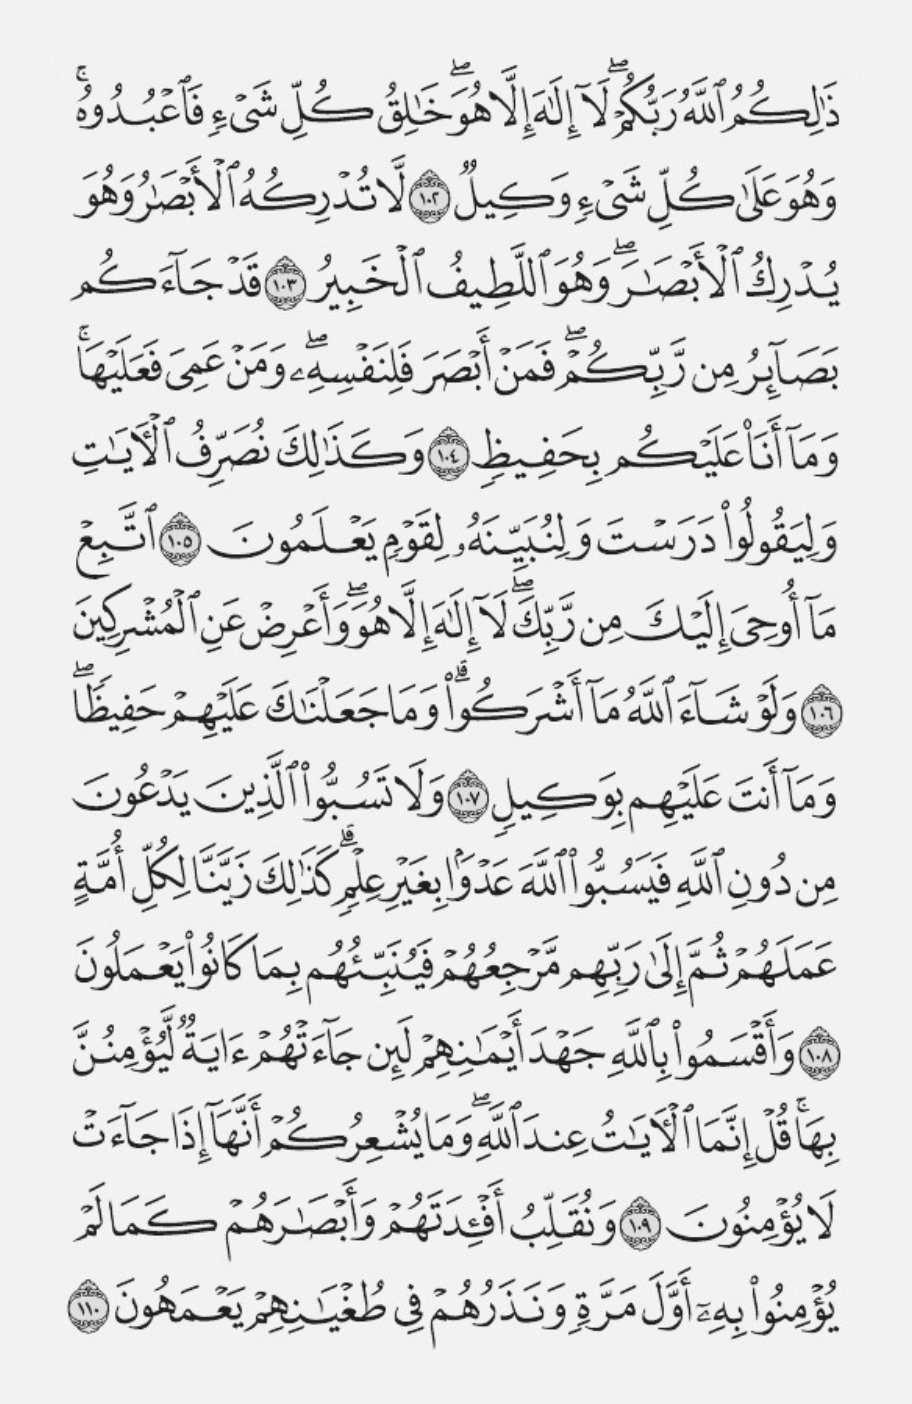 ذَٰلِكُمُ ٱللَّهُ رَبُّكُمۡۖ لَآ إِلَٰهَ إِلَّا هُوَۖ خَٰلِقُ كُلِّ شَىۡءٍ فَٱعۡبُدُوهُۚ
وَهُوَ عَلَىٰ كُلِّ شَىۡءٍ وَكِيلٌ ١٠٢ لَّا تُدۡرِكُهُ ٱلۡأَبۡصَٰرُ وَهُوَ
يُدۡرِكُ ٱلۡأَبۡصَٰرَۖ وَهُوَ ٱللَّطِيفُ ٱلۡخَبِيرُ ١٠٣ قَدۡ جَآءَكُم
بَصَآئِرُ مِن رَّبِّكُمۡۖ فَمَنۡ أَبۡصَرَ فَلِنَفۡسِهِۦۖ وَمَنۡ عَمِىَ فَعَلَيۡهَاۚ
وَمَآ أَنَا۠ عَلَيۡكُم بِحَفِيظٍ ١٠٤ وَكَذَٰلِكَ نُصَرِّفُ ٱلۡأَيَٰتِ
وَلِيَقُولُوا۟ دَرَسۡتَ وَلِنُبَيِّنَهُۥ لِقَوۡمٍ يَعۡلَمُونَ ١٠٥ ٱتَّبِعۡ
مَآ أُوحِىَ إِلَيۡكَ مِن رَّبِّكَۖ لَآ إِلَٰهَ إِلَّا هُوَۖ وَأَعۡرِضۡ عَنِ ٱلۡمُشۡرِكِينَ
١٠٦ وَلَوۡ شَآءَ ٱللَّهُ مَآ أَشۡرَكُوا۟ۗ وَمَا جَعَلۡنَٰكَ عَلَيۡهِمۡ حَفِيظًاۖ
وَمَآ أَنتَ عَلَيۡهِم بِوَكِيلٍ ١٠٧ وَلَا تَسُبُّوا۟ ٱلَّذِينَ يَدۡعُونَ
مِن دُونِ ٱللَّهِ فَيَسُبُّوا۟ ٱللَّهَ عَدۡوًۢا بِغَيۡرِ عِلۡمٍۗ كَذَٰلِكَ زَيَّنَّا لِكُلِّ أُمَّةٍ
عَمَلَهُمۡ ثُمَّ إِلَىٰ رَبِّهِم مَّرۡجِعُهُمۡ فَيُنَبِّئُهُم بِمَا كَانُوا۟ يَعۡمَلُونَ
١٠٨ وَأَقۡسَمُوا۟ بِٱللَّهِ جَهۡدَ أَيۡمَٰنِهِمۡ لَئِن جَآءَتۡهُمۡ ءَايَةٌ لَّيُؤۡمِنُنَّ
بِهَاۚ قُلۡ إِنَّمَا ٱلۡأَيَٰتُ عِندَ ٱللَّهِۖ وَمَا يُشۡعِرُكُمۡ أَنَّهَآ إِذَا جَآءَتۡ
لَا يُؤۡمِنُونَ ١٠٩ وَنُقَلِّبُ أَفۡـِٔدَتَهُمۡ وَأَبۡصَٰرَهُمۡ كَمَا لَمۡ
يُؤۡمِنُوا۟ بِهِۦٓ أَوَّلَ مَرَّةٍ وَنَذَرُهُمۡ فِى طُغۡيَٰنِهِمۡ يَعۡمَهُونَ ١١٠